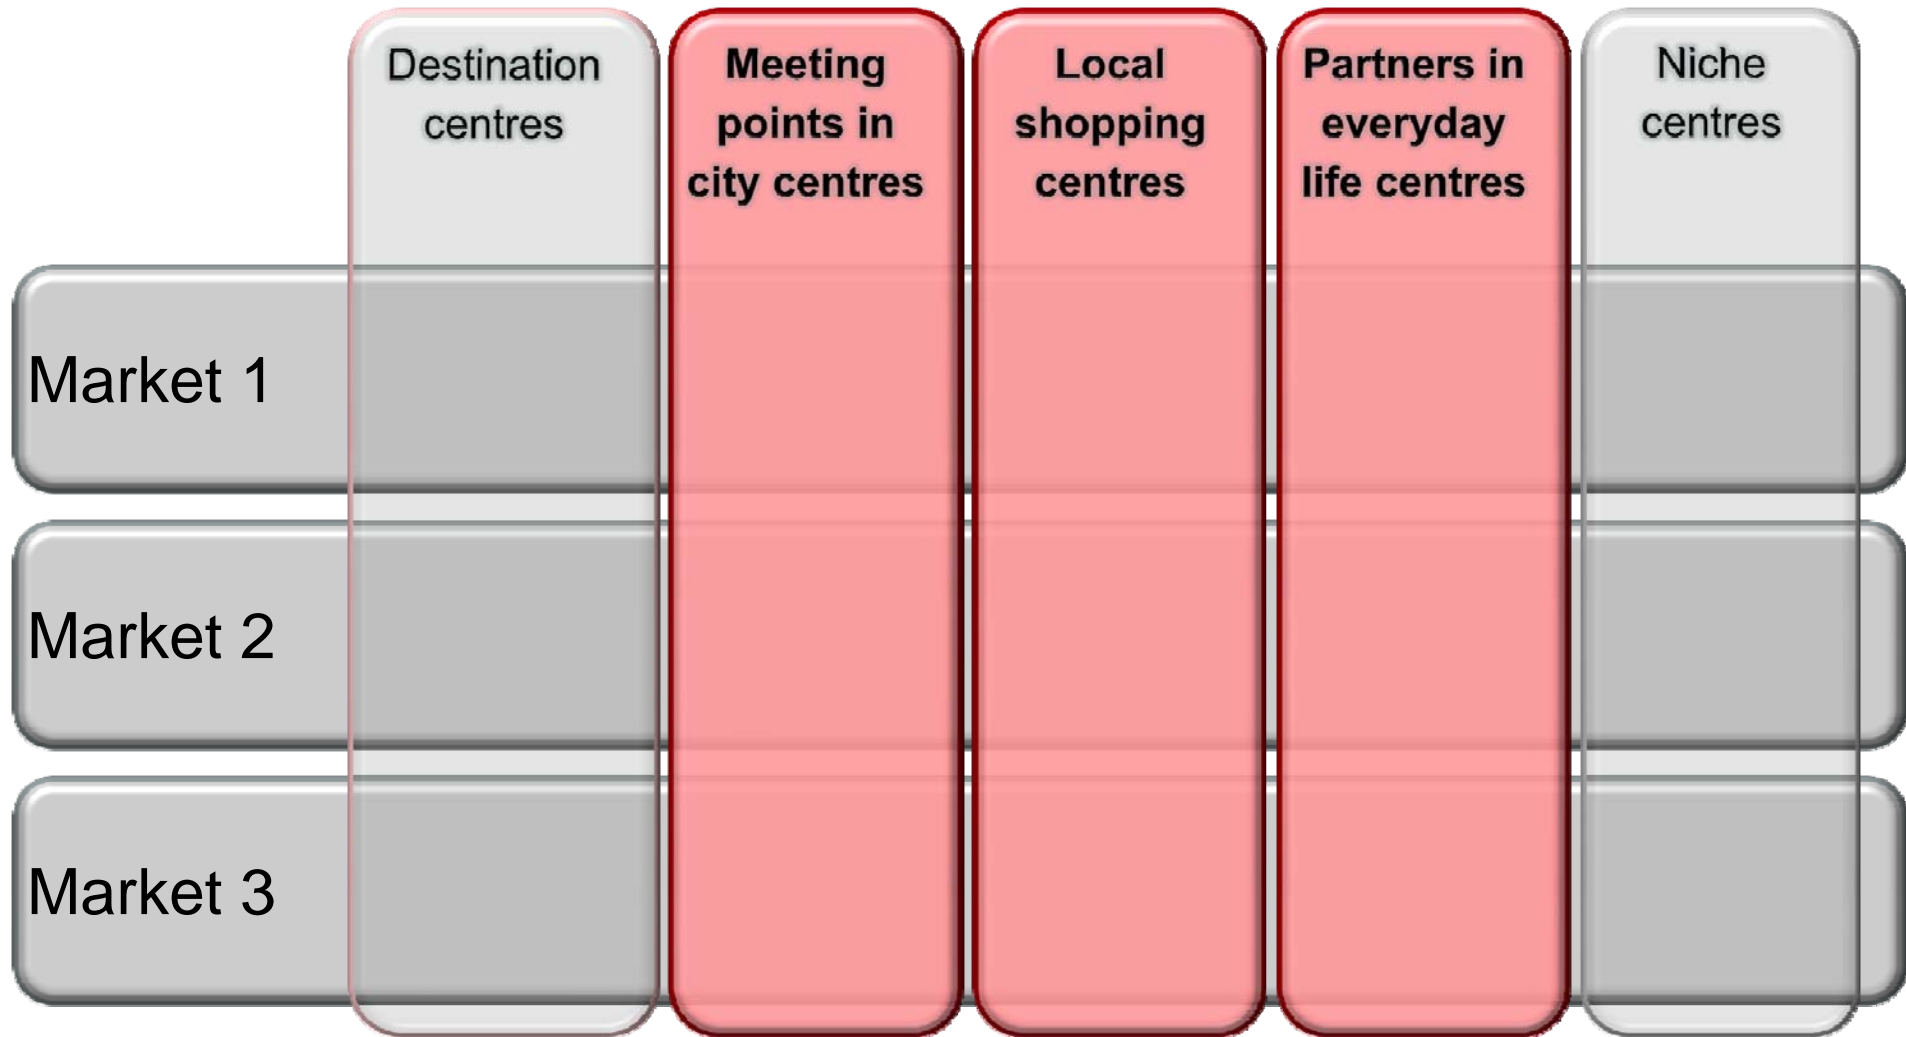 Destination
centres
Meeting
points in
city centres
Local
shopping
centres
Partners in
everyday
life centres
Niche
centres
Market 1
Market 2
Market 3